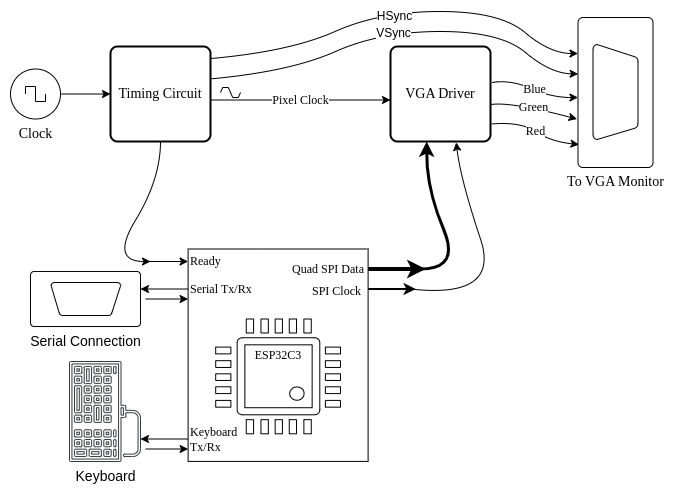 HSync
VSync
Timing Circuit
VGA Driver
Blue
Green
Red
Pixel Clock
Clock
To VGA Monitor
Ready
Quad SPI Data
Serial Tx/Rx
SPI Clock
Serial Connection
ESP32C3
Keyboard
Tx/Rx
Keyboard